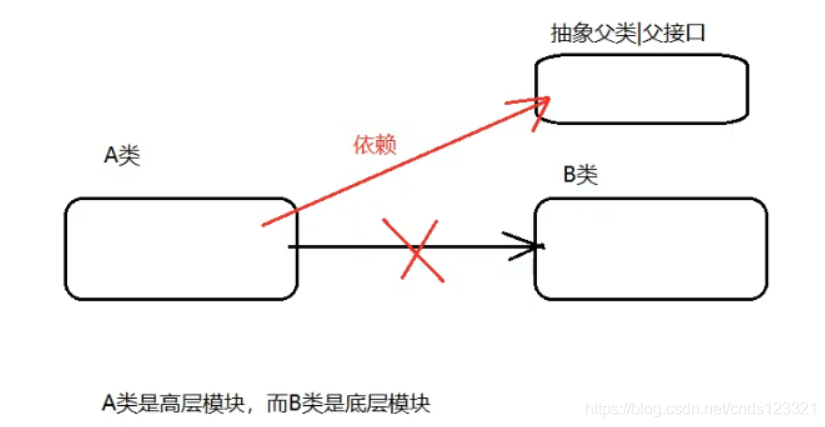 抽象父类|父接口
依赖
A类
B类
A类是高层模块，而B类是底层模块
https://blog.csdn.net/cnds123321